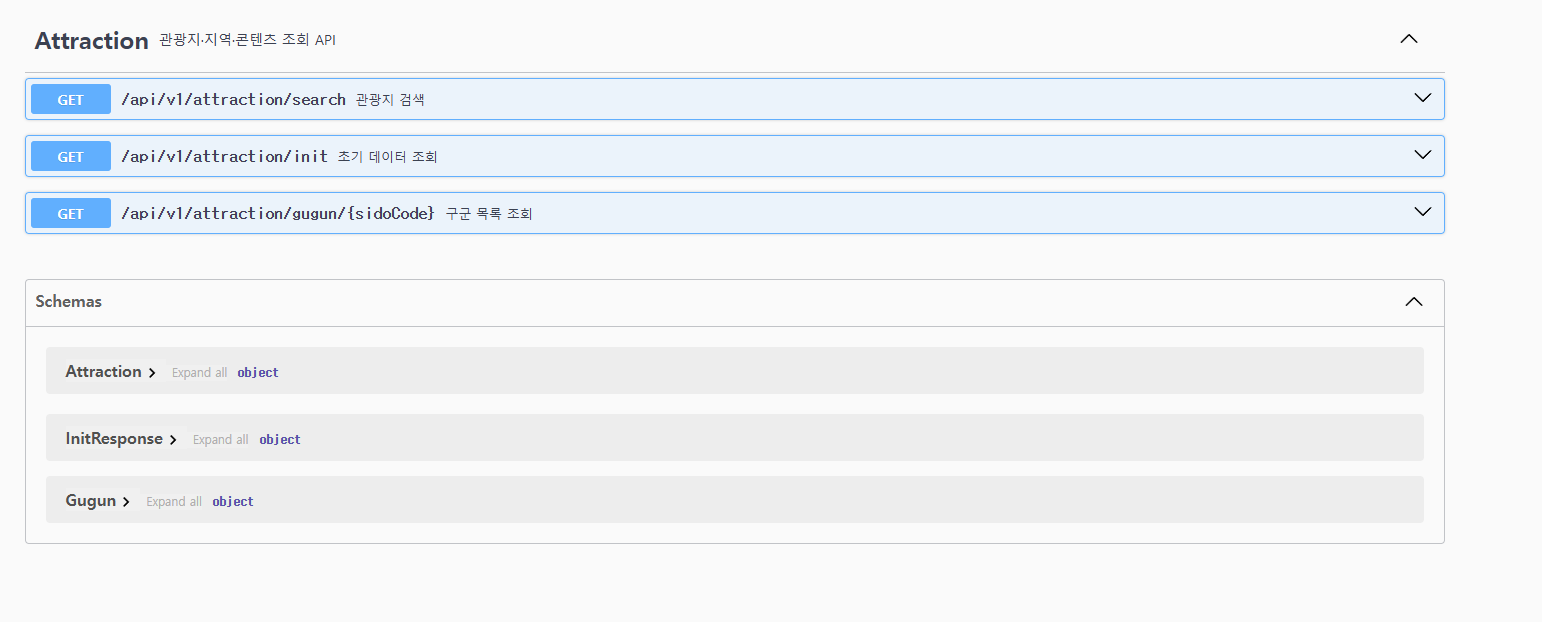 Attraction 관광지·지역·콘텐츠 조회 API
GET /api/v1/attraction/search 관광지 검색
GET /api/v1/attraction/init 초기 데이터 조회
GET /api/v1/attraction/gugun/{sidoCode} 구군 목록 조회
Schemas
Attraction Expand all object
InitResponse Expand all object
Gugun Expand all object